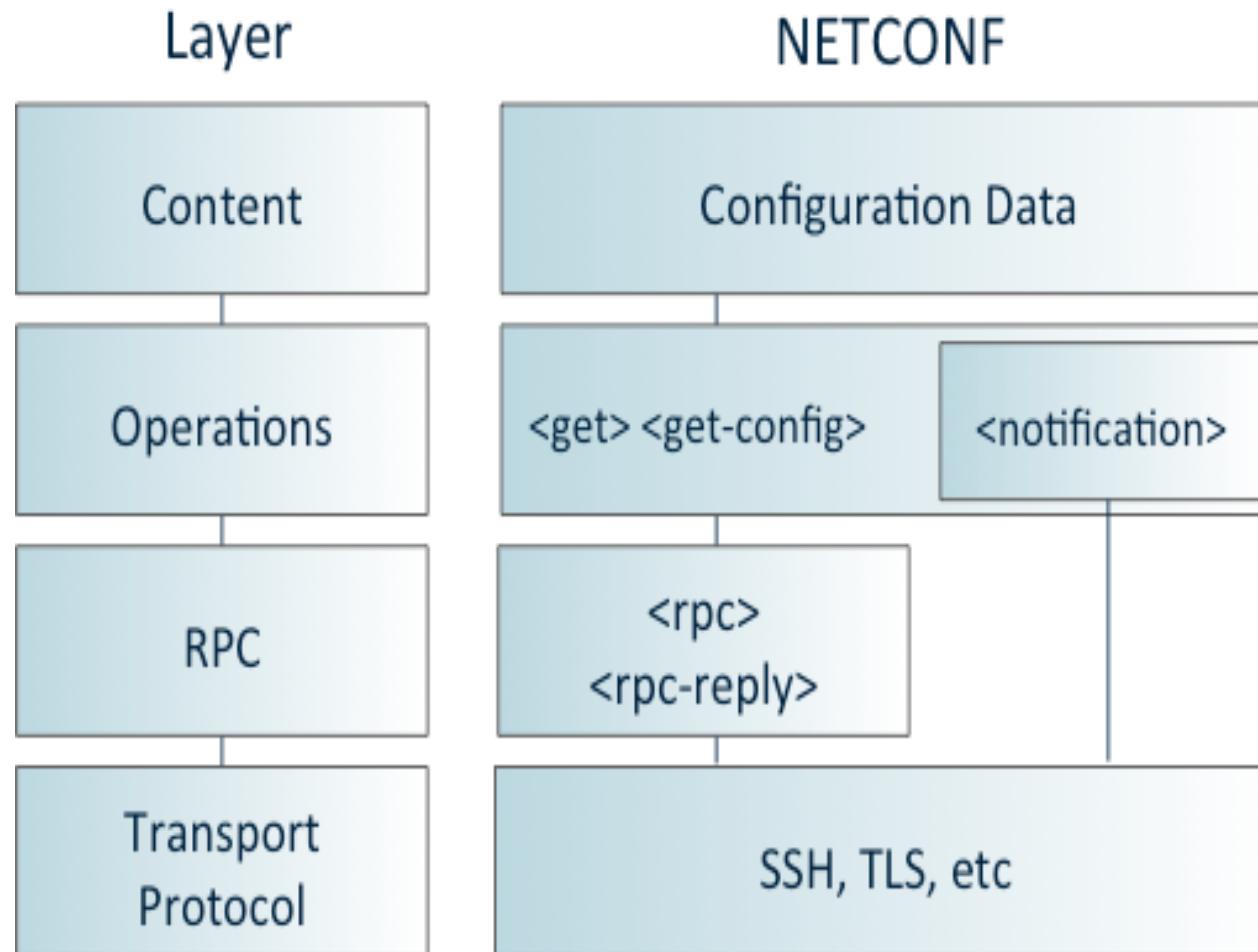 Layer
NETCONF
Content
Configuration Data
Operations
<get> <get-config>
<notification>
RPC
<rpc>
<rpc-reply>
Transport
Protocol
SSH, TLS, etc